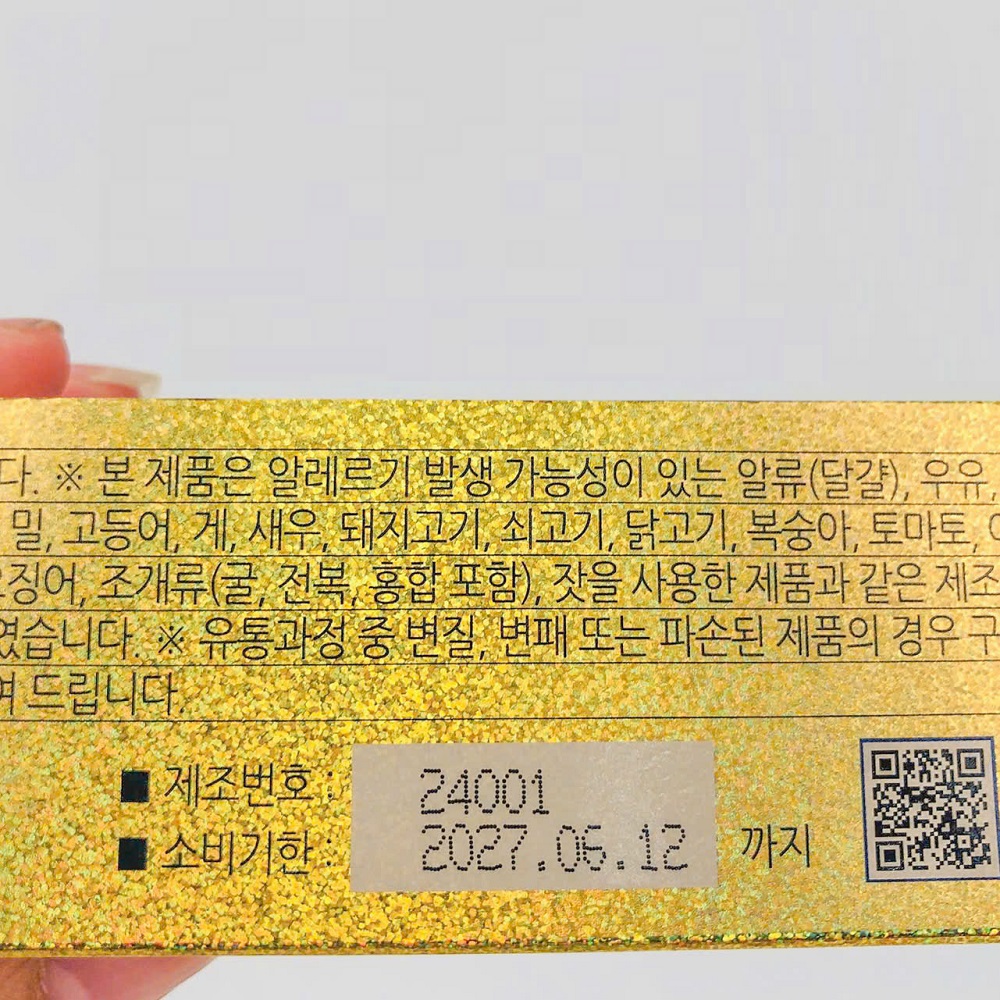 다. ※ 본 제품은 알레르기 발생 가능성이 있는 알류(달걀), 우유,
밀, 고등어, 게, 새우, 돼지고기, 쇠고기, 닭고기, 복숭아, 토마토,
조개류(굴, 전복, 홍합 포함), 잣을 사용한 제품과 같은 제조
였습니다. ※ 유통과정 중 변질, 변패 또는 파손된 제품의 경우 구
여 드립니다.
■ 제조번호 : 24001
■ 소비기한 : 2027.06.12 까지